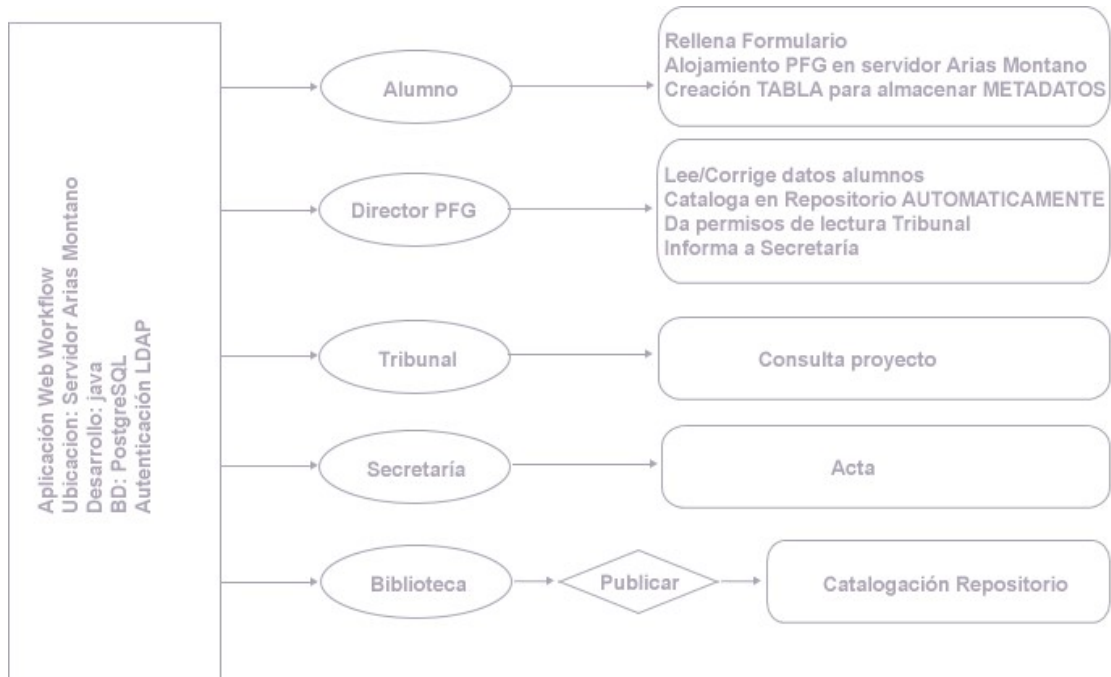 Aplicación Web Workflow
Ubicacion: Servidor Arias Montano
Desarrollo: java
BD: PostgreSQL
Autenticación LDAP
Alumno
Rellena Formulario
Alojamiento PFG en servidor Arias Montano
Creación TABLA para almacenar METADATOS
Director PFG
Lee/Corrige datos alumnos
Cataloga en Repositorio AUTOMATICAMENTE
Da permisos de lectura Tribunal
Informa a Secretaría
Tribunal
Consulta proyecto
Secretaría
Acta
Biblioteca
Publicar
Catalogación Repositorio